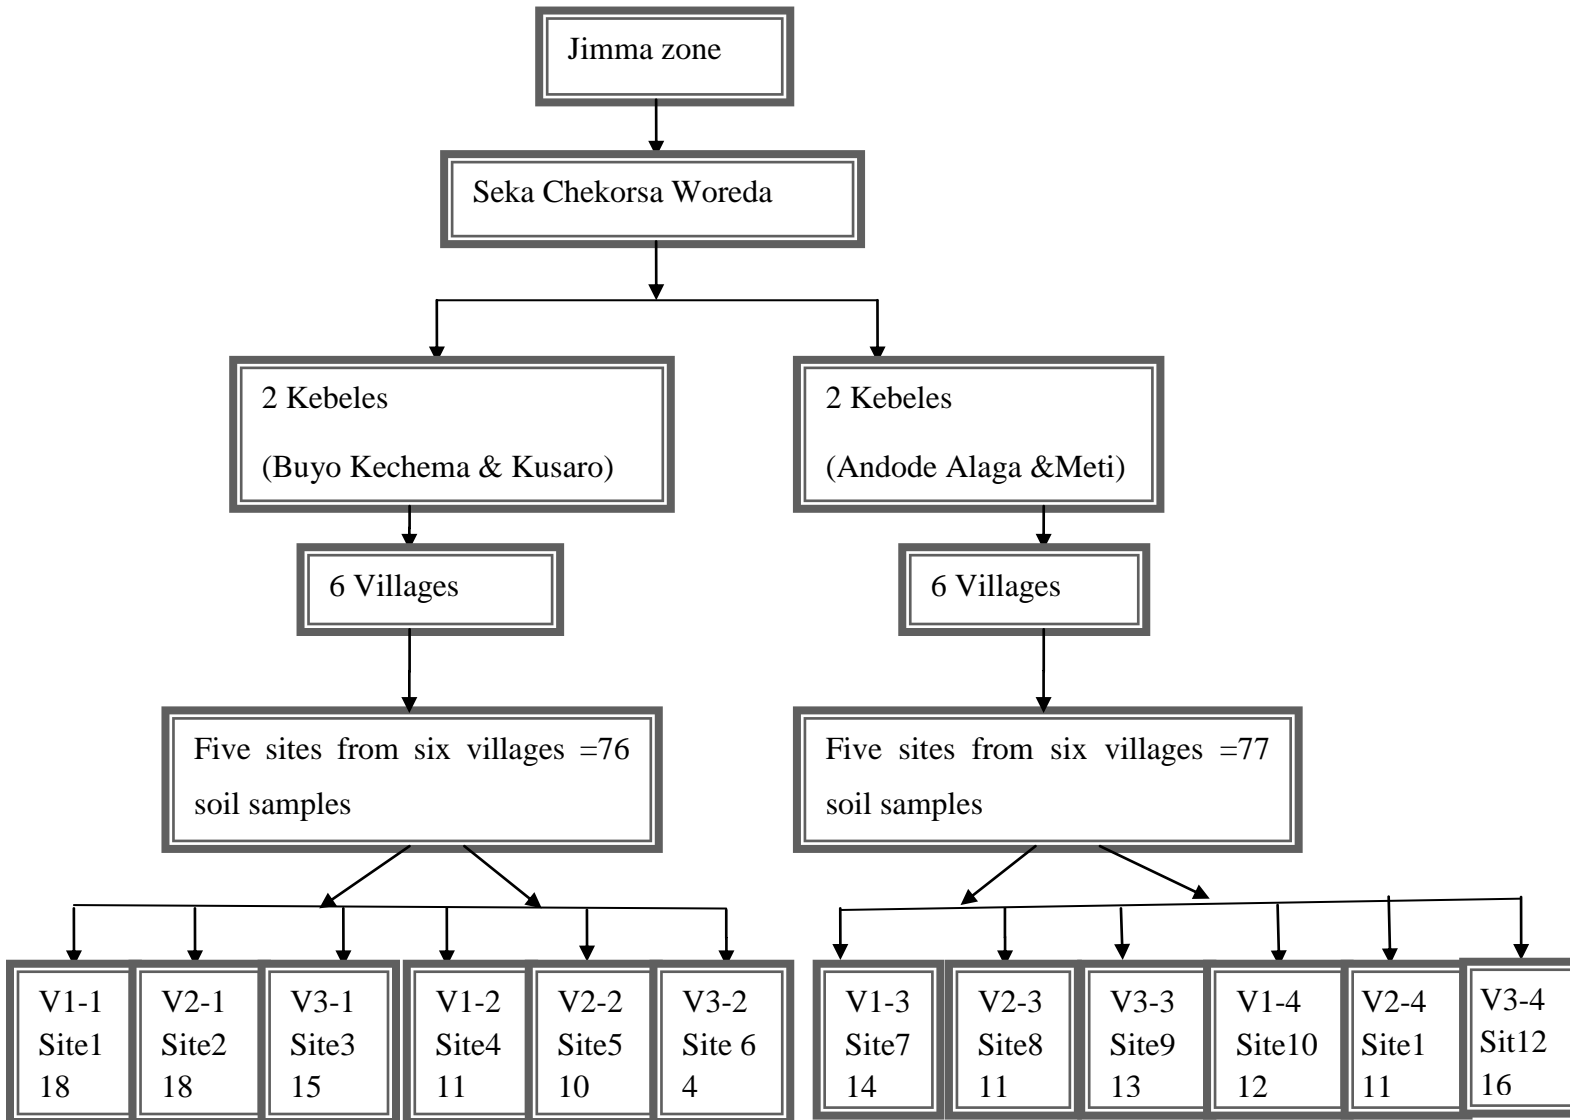 Jimma zone
Seka Chekorsa Woreda
2 Kebeles
(Buyo Kechema & Kusaro)
2 Kebeles
(Andode Alaga &Meti)
6 Villages
6 Villages
Five sites from six villages =76
soil samples
Five sites from six villages =77
soil samples
V1-1
Site1
18
V2-1
Site2
18
V3-1
Site3
15
V1-2
Site4
11
V2-2
Site5
10
V3-2
Site 6
4
V1-3
Site7
14
V2-3
Site8
11
V3-3
Site9
13
V1-4
Site10
12
V2-4
Site1
11
V3-4
Sit12
16